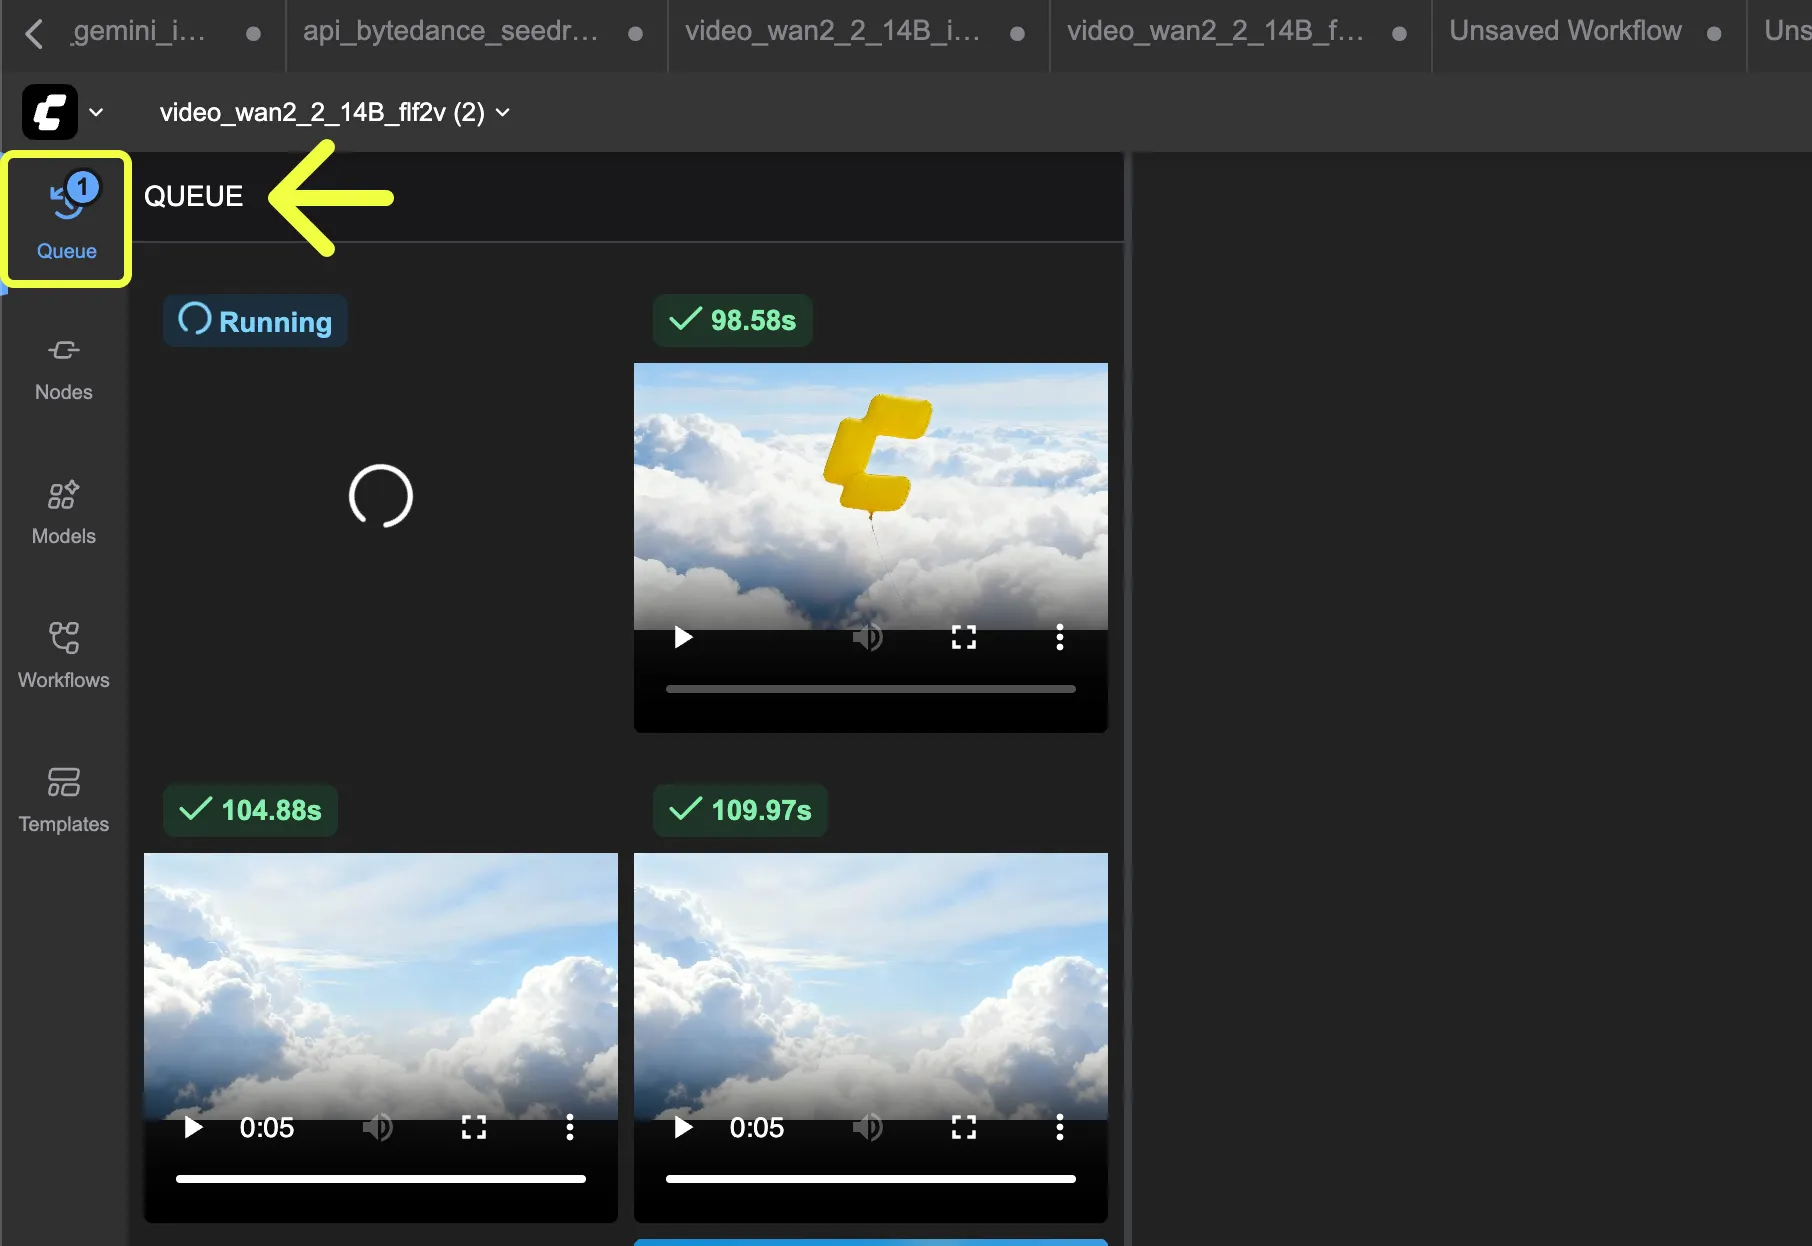 _gemini_i...
api_bytedance_seedr...
video_wan2_2_14B_i...
video_wan2_2_14B_f...
Unsaved Workflow
Uns
video_wan2_2_14B_flf2v (2)
1
Queue
QUEUE
Running
98.58s
Nodes
Models
Workflows
Templates
104.88s
109.97s
0:05
0:05